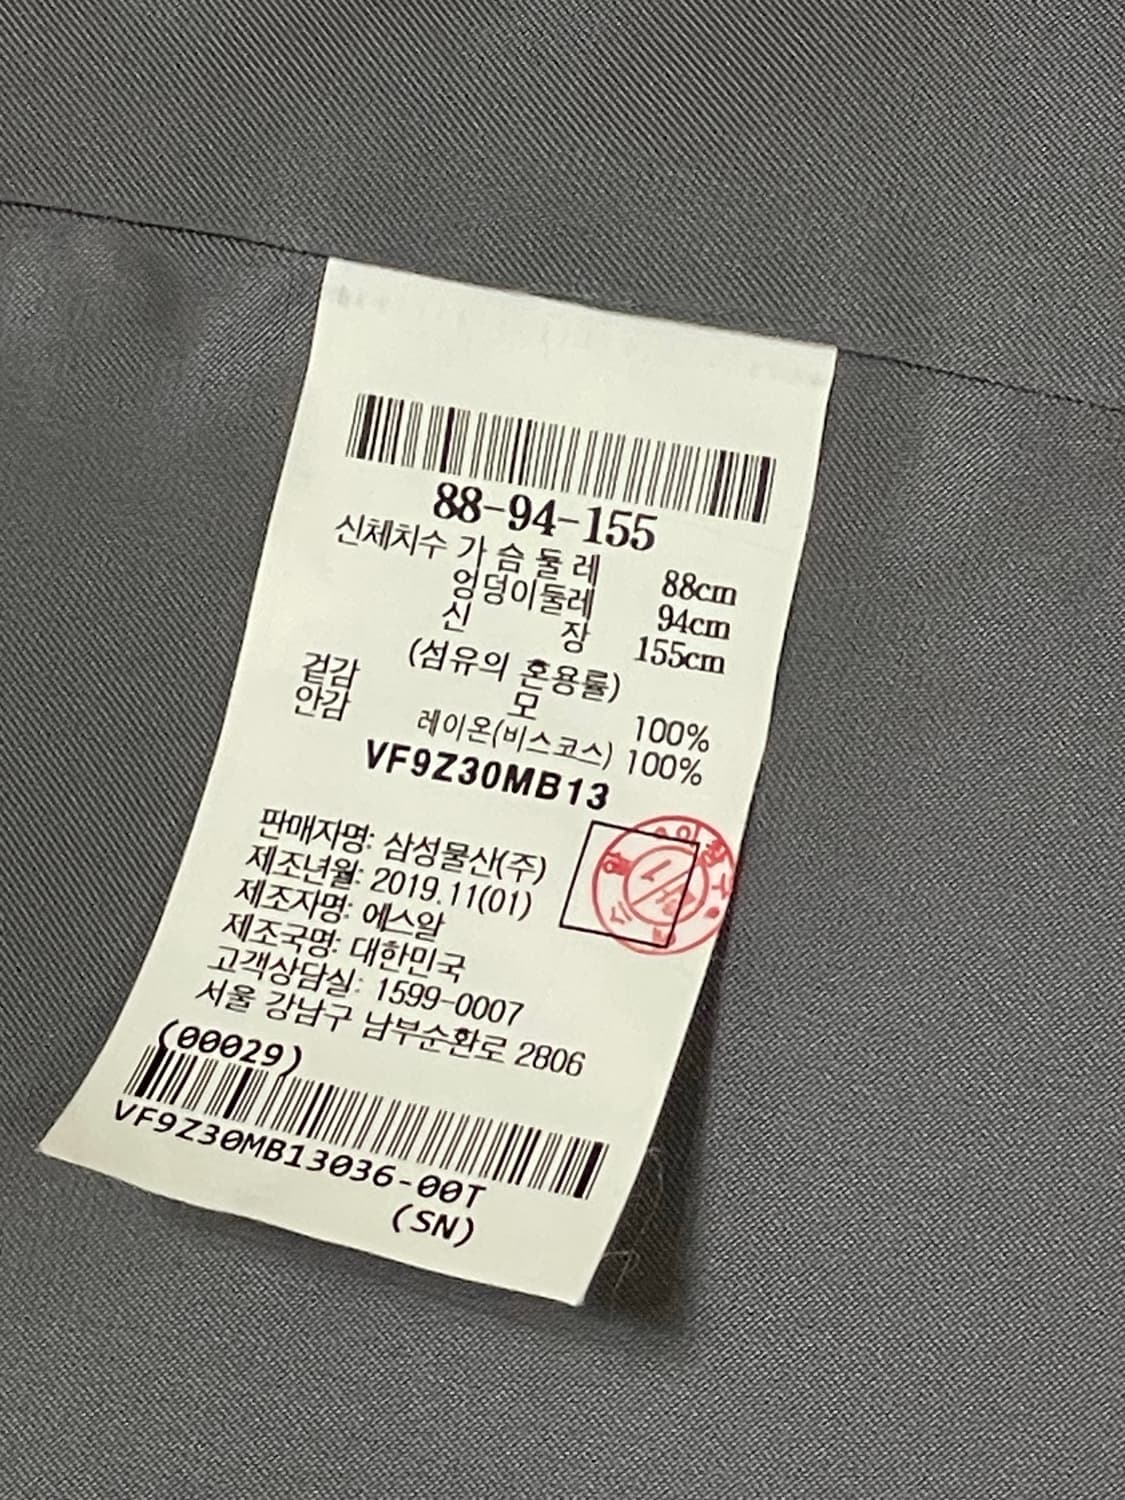 88-94-155
신체치수 가 슴 둘 레 88cm
엉덩이둘레 94cm
신 장 155cm
(섬유의 혼용률)
겉감 모 100%
안감 레이온(비스코스) 100%
VF9Z30MB13
판매자명: 삼성물산(주)
제조년월: 2019.11(01)
제조자명: 에스알
제조국명: 대한민국
고객상담실: 1599-0007
서울 강남구 남부순환로 2806
(00029)
VF9Z30MB13036-00T
(SN)